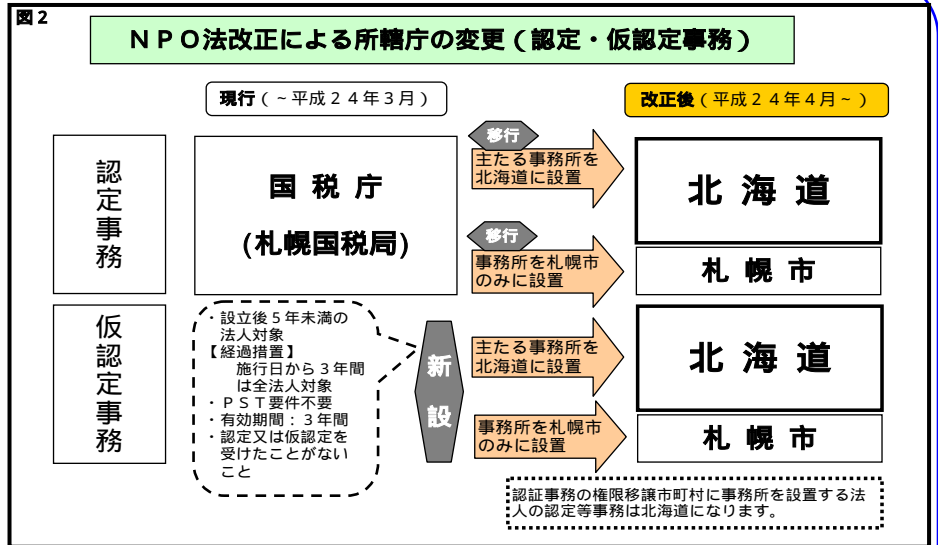 図2
NPO法改正による所轄庁の変更(認定・仮認定事務)
現行(~平成24年3月)
改正後(平成24年4月~)
認定事務
国税庁
(札幌国税局)
移行
主たる事務所を
北海道に設置
北海道
移行
事務所を札幌市
のみに設置
札幌市
仮認定事務
・設立後5年未満の
法人対象
【経過措置】
施行日から3年間
は全法人対象
・PST要件不要
・有効期間:3年間
・認定又は仮認定を
受けたことがない
こと
新設
主たる事務所を
北海道に設置
北海道
事務所を札幌市
のみに設置
札幌市
認証事務の権限移譲市町村に事務所を設置する法
人の認定等事務は北海道になります。